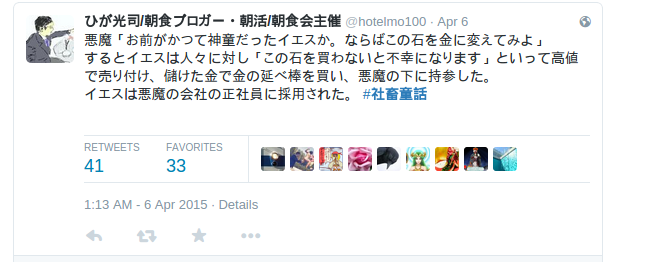 ひが光司/朝食ブロガー・朝活/朝食会主催 @hotelmo100 · Apr 6
悪魔「お前がかつて神童だったイエスか。ならばこの石を金に変えてみよ」
するとイエスは人々に対し「この石を買わないと不幸になります」といって高値
で売り付け、儲けた金で金の延べ棒を買い、悪魔の下に持参した。
イエスは悪魔の会社の正社員に採用された。 #社畜童話
RETWEETS FAVORITES
41 33
1:13 AM - 6 Apr 2015 · Details